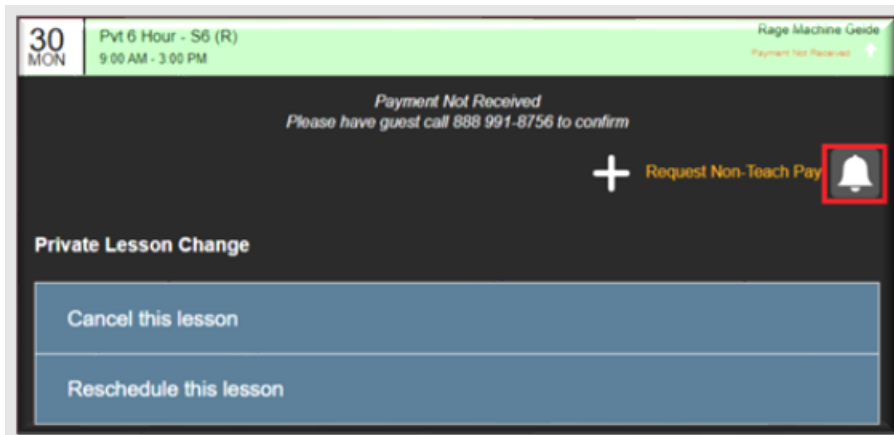 30
MON
Pvt 6 Hour - S6 (R)
9:00 AM - 3:00 PM
Rage Machine Geide
Payment Not Received
Payment Not Received
Please have guest call 888 991-8756 to confirm
Request Non-Teach Pay
Private Lesson Change
Cancel this lesson
Reschedule this lesson